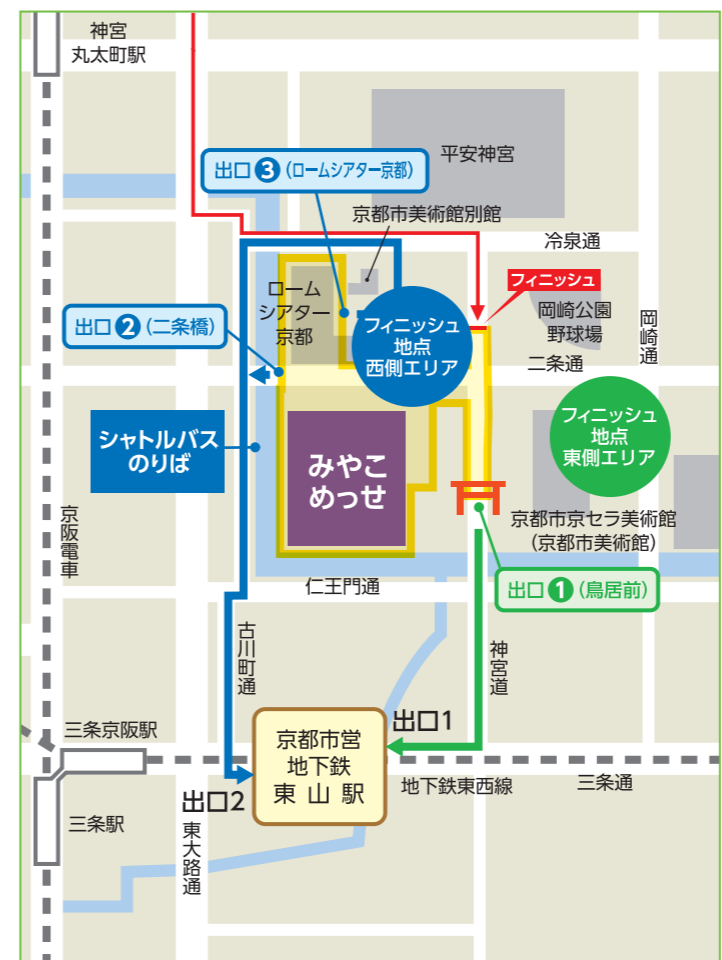 神宮
丸太町駅
平安神宮
出口❸(ロームシアター京都)
京都市美術館別館
冷泉通
フィニッシュ
ローム
シアター
京都
岡崎公園
野球場
岡崎通
出口❷(二条橋)
フィニッシュ
地点
西側エリア
二条通
シャトルバス
のりば
みやこ
めっせ
フィニッシュ
地点
東側エリア
京都市京セラ美術館
(京都市美術館)
京阪電車
仁王門通
出口❶(鳥居前)
古川町通
神宮道
三条京阪駅
京都市営
地下鉄
東山駅
出口1
地下鉄東西線
三条通
出口2
三条駅
東大路通